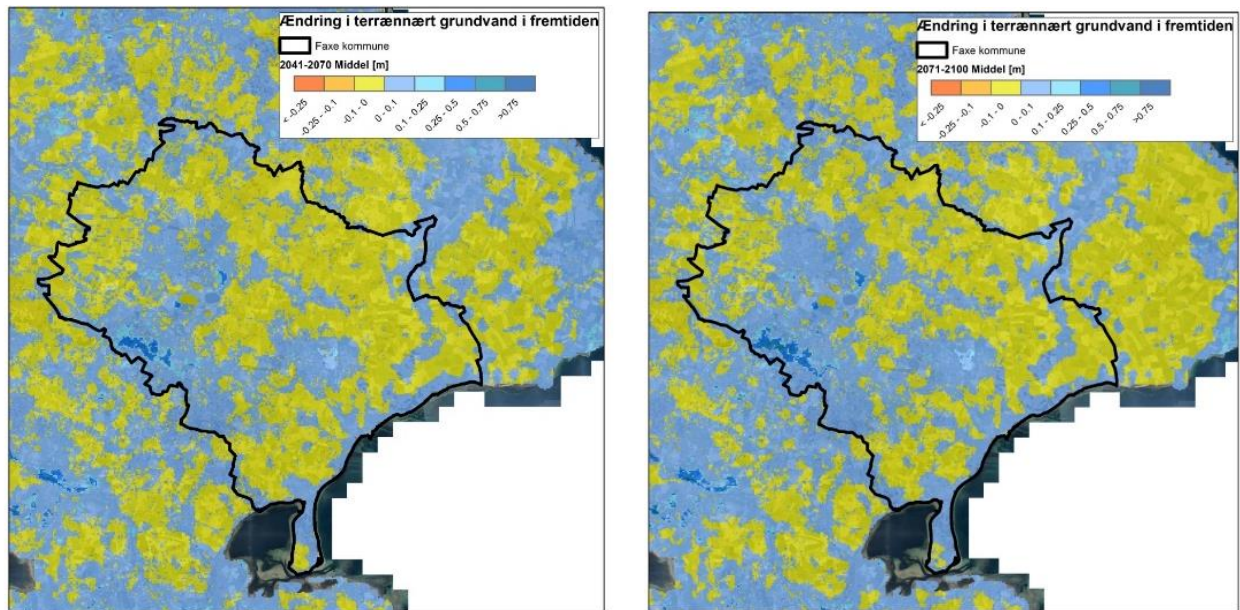 Ændring i terrænnært grundvand i fremtiden
Faxe kommune
2041-2070 Middel [m]
< -0.25
-0.25 - -0.1
-0.1 - 0
0 - 0.1
0.1 - 0.25
0.25 - 0.5
0.5 - 0.75
>0.75
Ændring i terrænnært grundvand i fremtiden
Faxe kommune
2071-2100 Middel [m]
< -0.25
-0.25 - -0.1
-0.1 - 0
0 - 0.1
0.1 - 0.25
0.25 - 0.5
0.5 - 0.75
>0.75